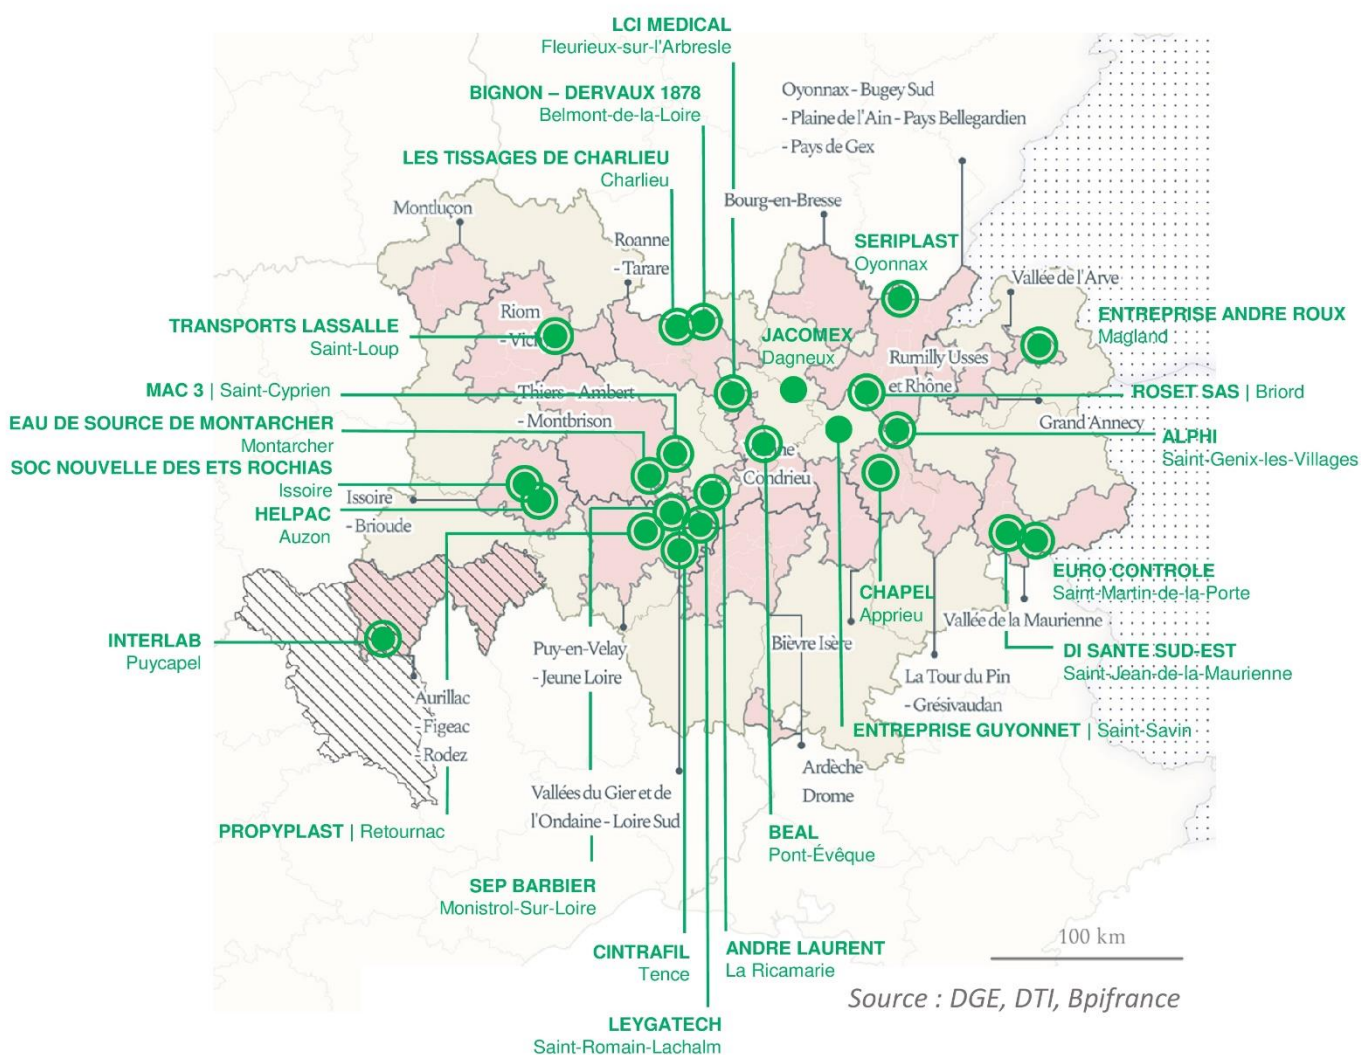 LCI MEDICAL
Fleurieux-sur-l'Arbresle
BIGNON – DERVAUX 1878
Belmont-de-la-Loire
Oyonnax - Bugey Sud
- Plaine de l'Ain - Pays Bellegardien
- Pays de Gex
LES TISSAGES DE CHARLIEU
Charlieu
Montluçon
Bourg-en-Bresse
Roanne
- Tarare
SERIPLAST
Oyonnax
Vallée de l'Arve
TRANSPORTS LASSALLE
Saint-Loup
Riom
ENTREPRISE ANDRE ROUX
Magland
JACOMEX
Dagneux
Rumilly Usses
et Rhône
MAC 3 | Saint-Cyprien
Thiers - Ambert
- Montbrison
ROSET SAS | Briord
Grand Annecy
EAU DE SOURCE DE MONTARCHER
Montarcher
ALPHI
Saint-Genix-les-Villages
SOC NOUVELLE DES ETS ROCHIAS
Issoire
Condrieu
Issoire
- Brioude
HELPAC
Auzon
EURO CONTROLE
Saint-Martin-de-la-Porte
CHAPEL
Apprieu
Vallée de la Maurienne
INTERLAB
Puycapel
Puy-en-Velay
- Jeune Loire
Bièvre Isère
DI SANTE SUD-EST
Saint-Jean-de-la-Maurienne
La Tour du Pin
- Grésivaudan
Aurillac
- Figeac
- Rodez
ENTREPRISE GUYONNET | Saint-Savin
Ardèche
Drome
Vallées du Gier et de
l'Ondaine - Loire Sud
PROPYPLAST | Retournac
BEAL
Pont-Évêque
SEP BARBIER
Monistrol-Sur-Loire
CINTRAFIL
Tence
ANDRE LAURENT
La Ricamarie
100 km
Source : DGE, DTI, Bpifrance
LEYGATECH
Saint-Romain-Lachalm